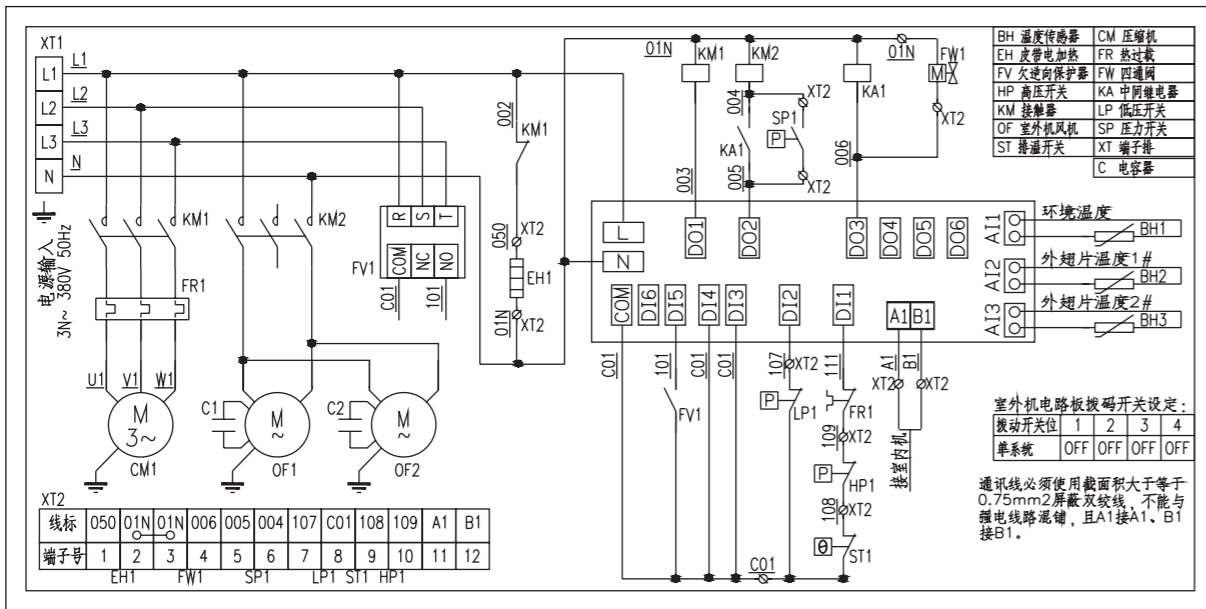 XT1
L1 L1
L2 L2
L3 L3
N N
电源输入
3N~ 380V 50Hz
KM1
KM2
FR1
U1 V1 W1
M
3~
CM1
C1
M
~
OF1
C2
M
~
OF2
R S T
COM NC NO
FV1
C01 101
002
KM1
050
XT2
EH1
01N
XT2
01N
KM1
KM2
KA1
01N
FW1
M
XT2
004
XT2
SP1
P
KA1
005
XT2
003
006
L
N
DO1 DO2 DO3 DO4 DO5 DO6
COM DI6 DI5 DI4 DI3 DI2 DI1
A1 B1
AI1
AI2
AI3
环境温度
BH1
外翅片温度1#
BH2
外翅片温度2#
BH3
C01 101 C01 C01 107 XT2 111 A1 B1
XT2 XT2
FV1
P LP1
FR1
109 XT2
P HP1
108 XT2
θ ST1
C01
接室内机
BH 温度传感器 CM 压缩机
EH 皮带电加热 FR 热过载
FV 欠逆向保护器 FW 四通阀
HP 高压开关 KA 中间继电器
KM 接触器 LP 低压开关
OF 室外机风机 SP 压力开关
ST 排温开关 XT 端子排
C 电容器
室外机电路板拨码开关设定：
拨动开关位 1 2 3 4
单系统 OFF OFF OFF OFF
通讯线必须使用截面积大于等于
0.75mm2屏蔽双绞线，不能与
强电线路混铺，且A1接A1、B1
接B1。
XT2
线标 050 01N 01N 006 005 004 107 C01 108 109 A1 B1
端子号 1 2 3 4 5 6 7 8 9 10 11 12
EH1 FW1 SP1 LP1 ST1 HP1